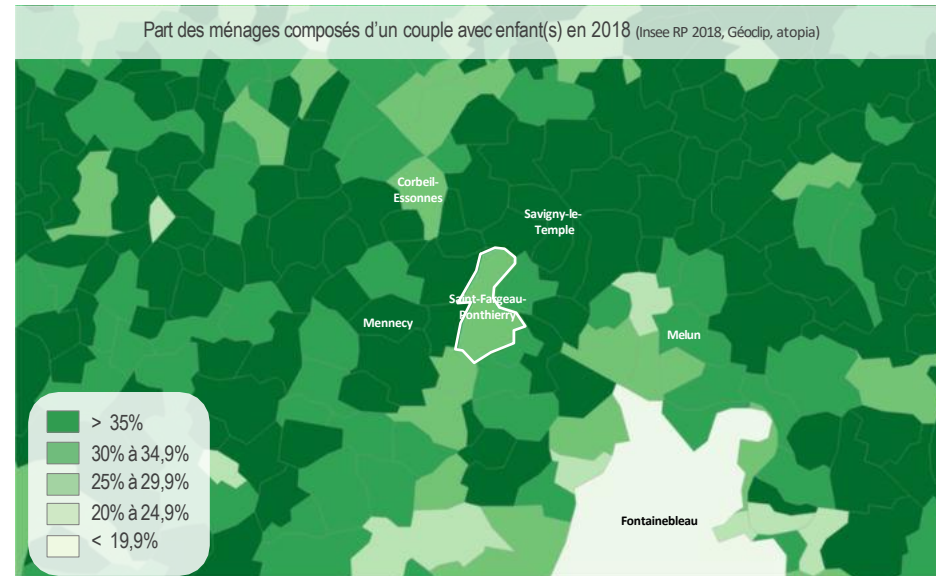 Part des ménages composés d'un couple avec enfant(s) en 2018 (Insee RP 2018, Géoclip, atopia)
Corbeil-
Essonnes
Savigny-le-
Temple
Saint-Fargeau-
Ponthierry
Mennecy
Melun
> 35%
30% à 34,9%
25% à 29,9%
20% à 24,9%
< 19,9%
Fontainebleau